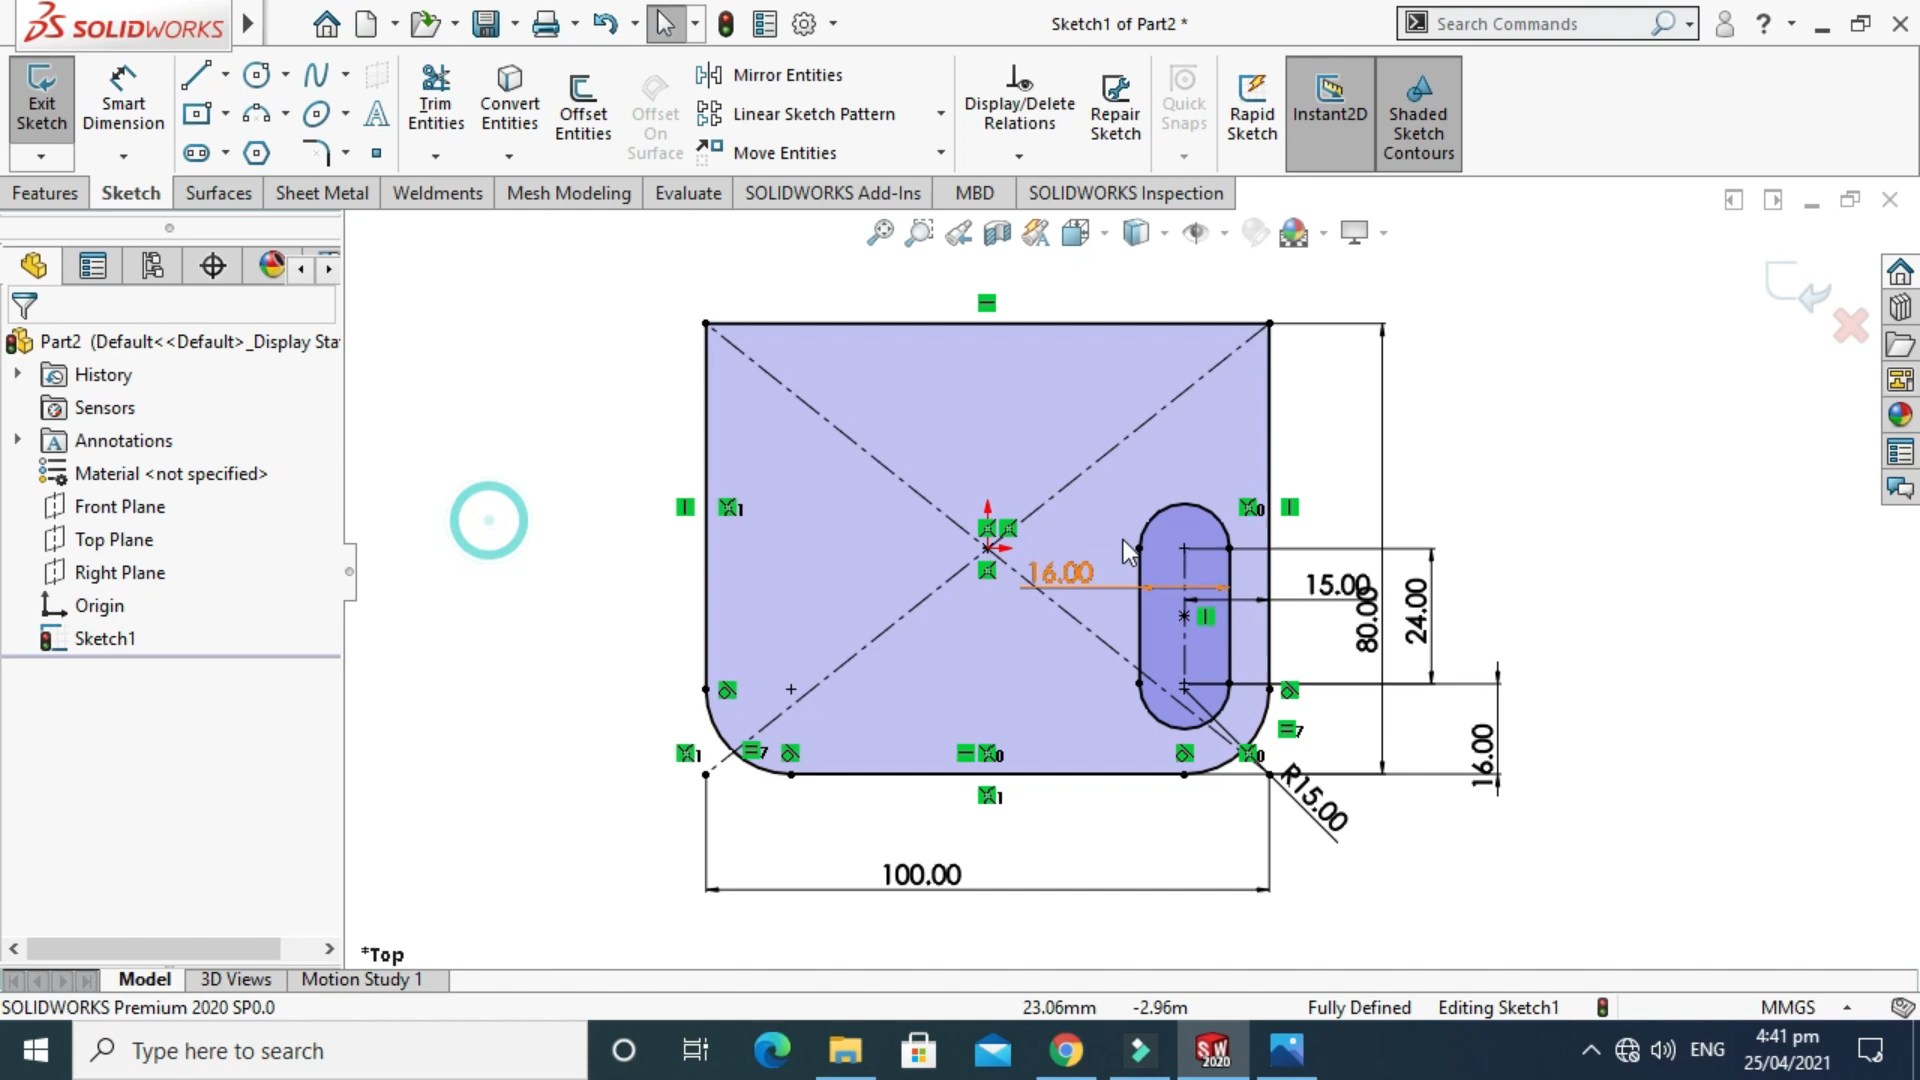 SOLIDWORKS
Sketch1 of Part2 *
Search Commands
Exit Sketch
Smart Dimension
Trim Entities
Convert Entities
Offset Entities
Offset On Surface
Mirror Entities
Linear Sketch Pattern
Move Entities
Display/Delete Relations
Repair Sketch
Quick Snaps
Rapid Sketch
Instant2D
Shaded Sketch Contours
Features
Sketch
Surfaces
Sheet Metal
Weldments
Mesh Modeling
Evaluate
SOLIDWORKS Add-Ins
MBD
SOLIDWORKS Inspection
Part2 (Default<<Default>_Display Sta
History
Sensors
Annotations
Material <not specified>
Front Plane
Top Plane
Right Plane
Origin
Sketch1
16.00
15.00
80.00
24.00
16.00
R15.00
100.00
*Top
Model
3D Views
Motion Study 1
SOLIDWORKS Premium 2020 SP0.0
23.06mm
-2.96m
Fully Defined
Editing Sketch1
MMGS
Type here to search
SW 2020
ENG
4:41 pm
25/04/2021